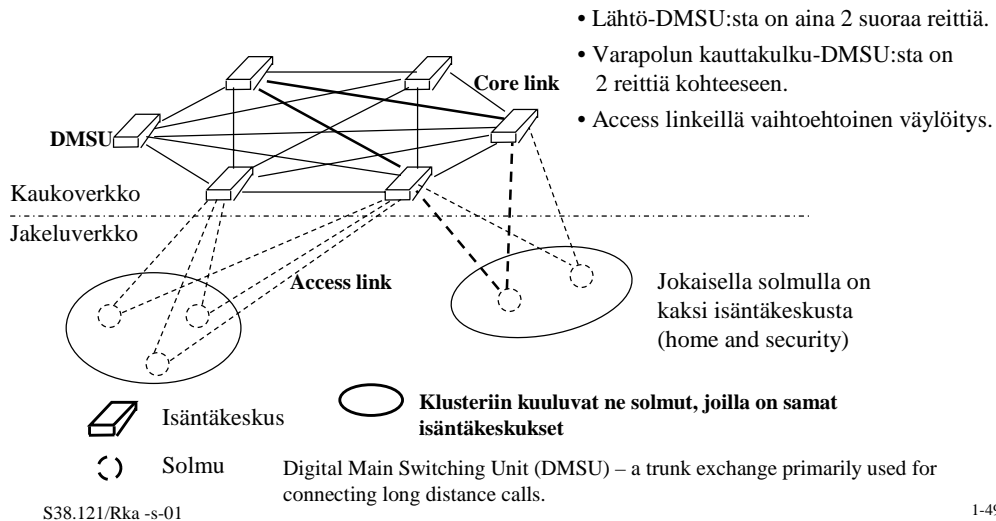 • Lähtö-DMSU:sta on aina 2 suoraa reittiä.
• Varapolun kauttakulku-DMSU:sta on
2 reittiä kohteeseen.
• Access linkeillä vaihtoehtoinen väylöitys.
Core link
DMSU
Kaukoverkko
Jakeluverkko
Access link
Jokaisella solmulla on
kaksi isäntäkeskusta
(home and security)
Isäntäkeskus
Klusteriin kuuluvat ne solmut, joilla on samat
isäntäkeskukset
Solmu
Digital Main Switching Unit (DMSU) – a trunk exchange primarily used for
connecting long distance calls.
S38.121/Rka -s-01
1-49